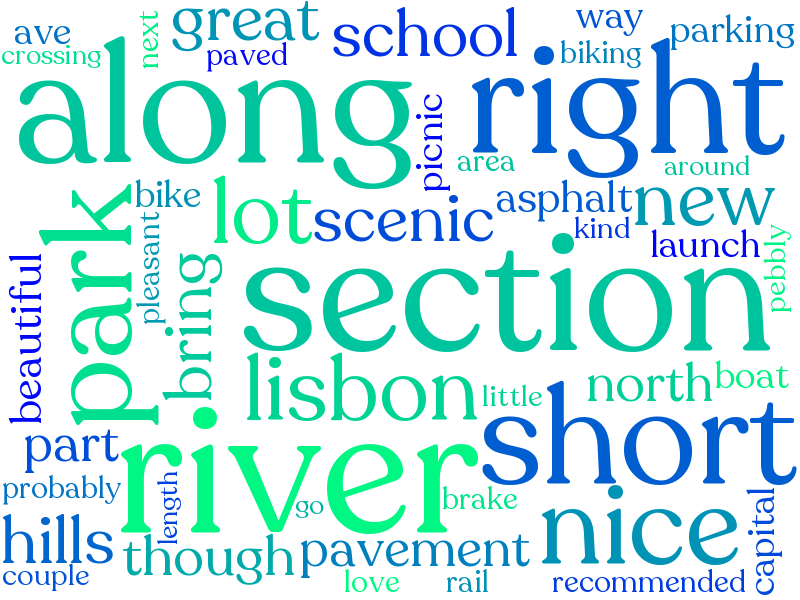 ave
great
school
way
parking
crossing
next
paved
biking
along
right
picnic
area
around
park
bike
lot
scenic
asphalt
new
kind
launch
pebbly
beautiful
pleasant
bring
section
lisbon
little
north
boat
part
river
short
probably
length
go
brake
nice
capital
hills
though
pavement
couple
love
rail
recommended